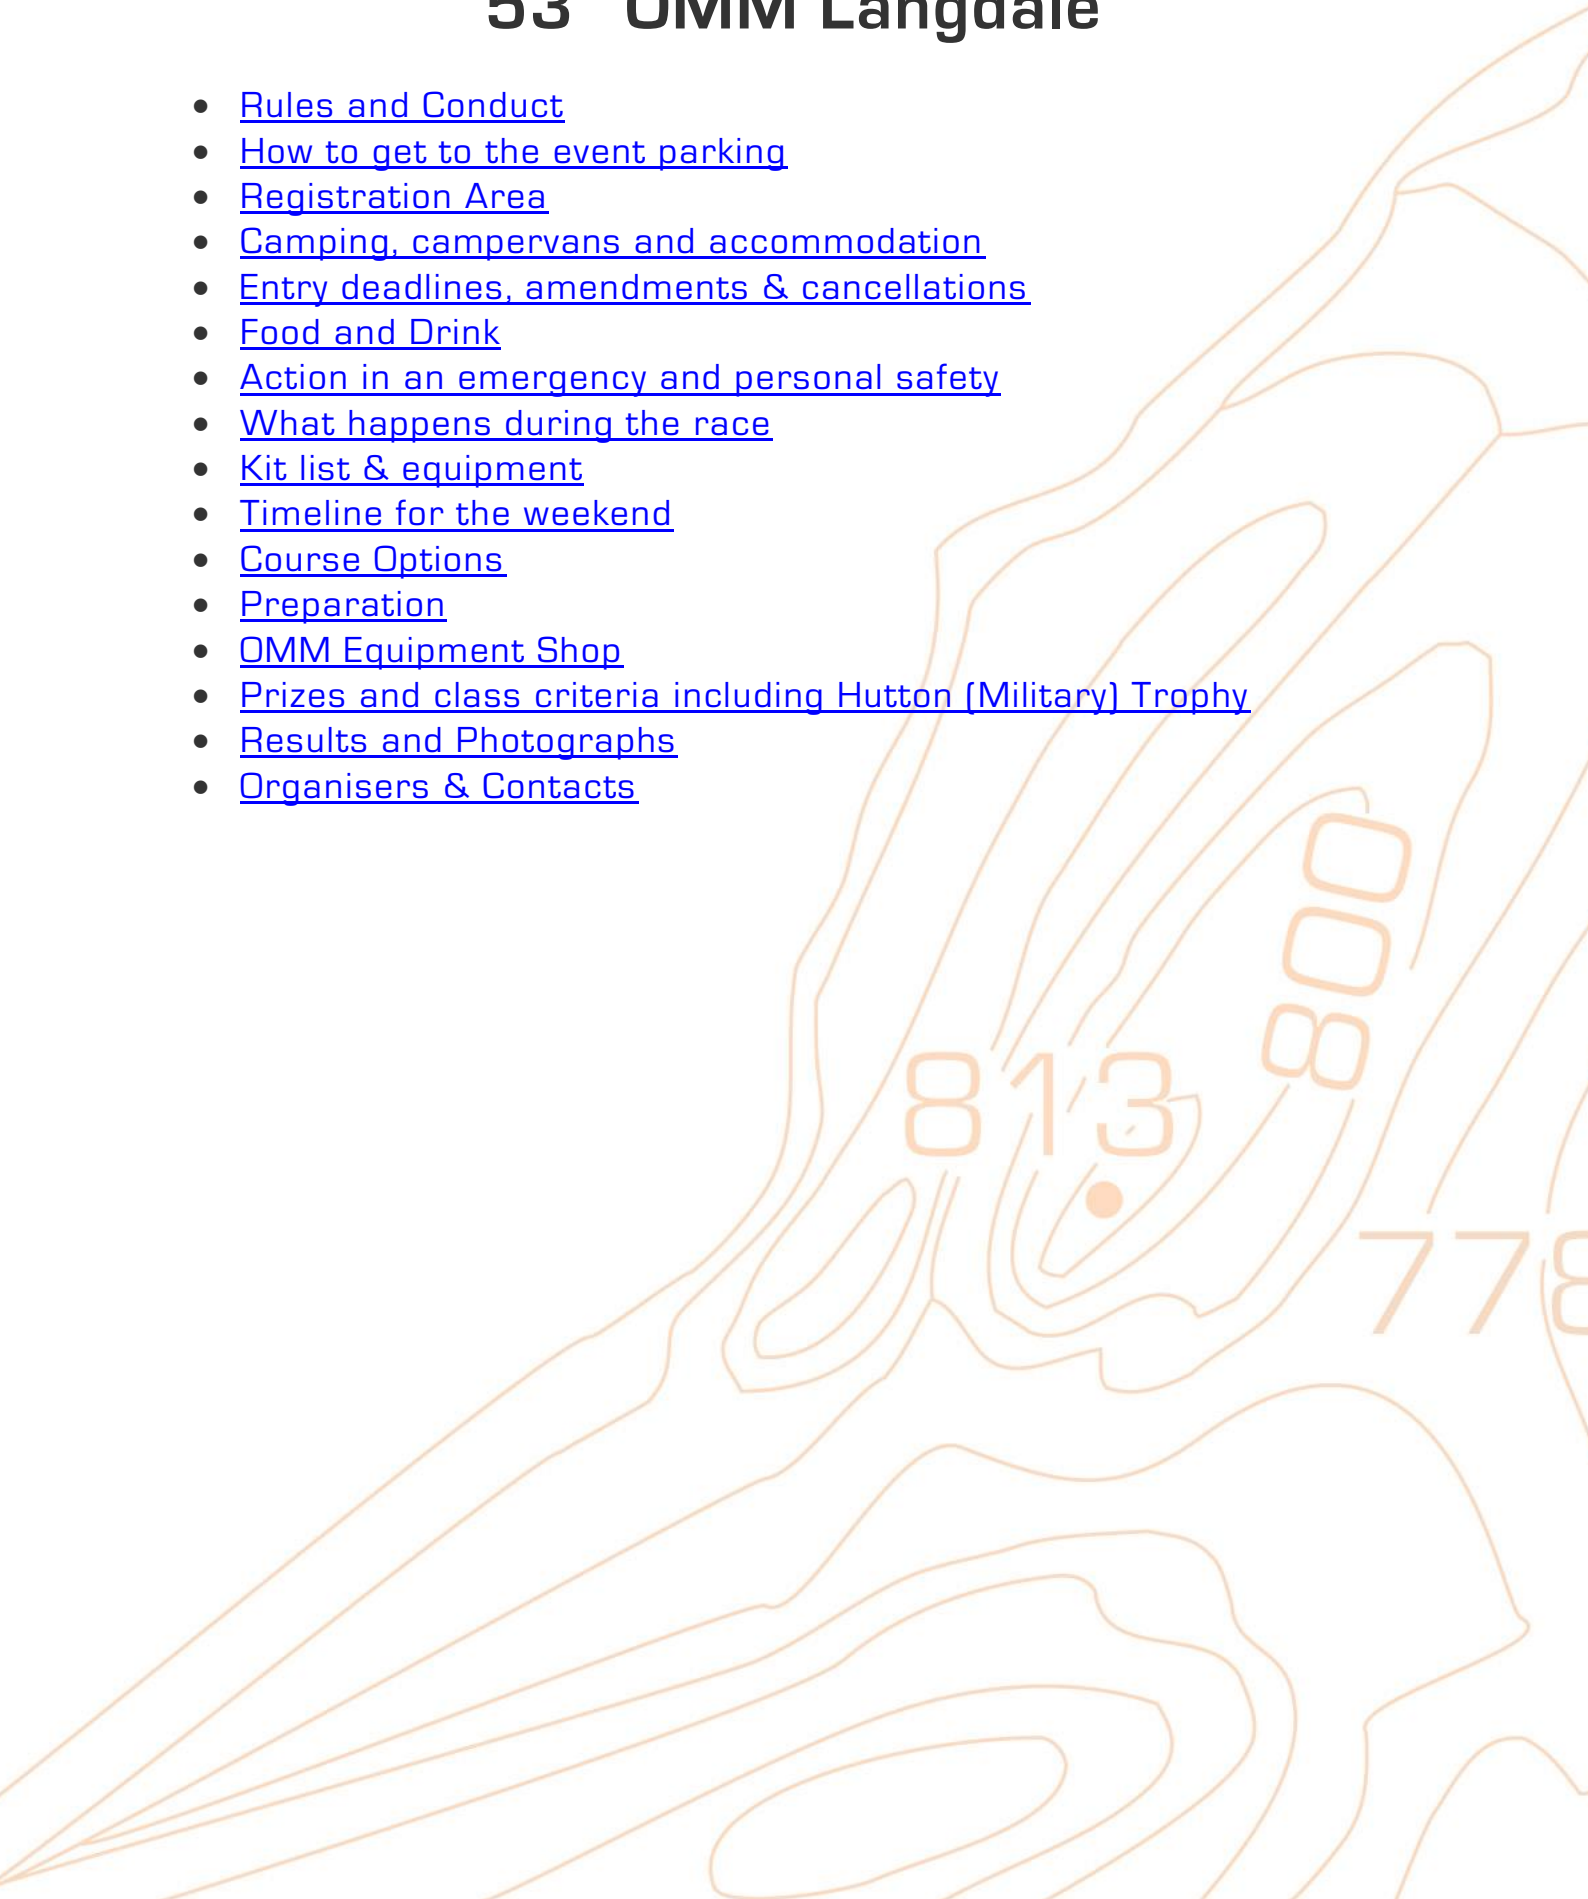 53 OMM Langdale
• Rules and Conduct
• How to get to the event parking
• Registration Area
• Camping, campervans and accommodation
• Entry deadlines, amendments & cancellations
• Food and Drink
• Action in an emergency and personal safety
• What happens during the race
• Kit list & equipment
• Timeline for the weekend
• Course Options
• Preparation
• OMM Equipment Shop
• Prizes and class criteria including Hutton (Military) Trophy
• Results and Photographs
• Organisers & Contacts
800
813
778